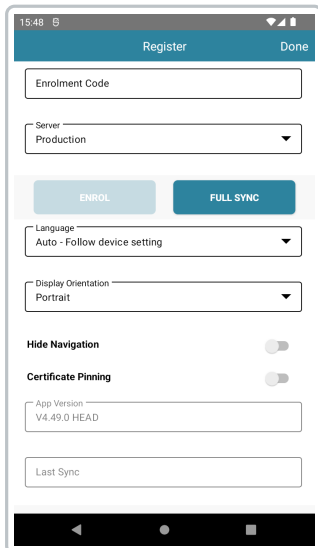 15:48
Register
Done
Enrolment Code
Server
Production
ENROL
FULL SYNC
Language
Auto - Follow device setting
Display Orientation
Portrait
Hide Navigation
Certificate Pinning
App Version
V4.49.0 HEAD
Last Sync